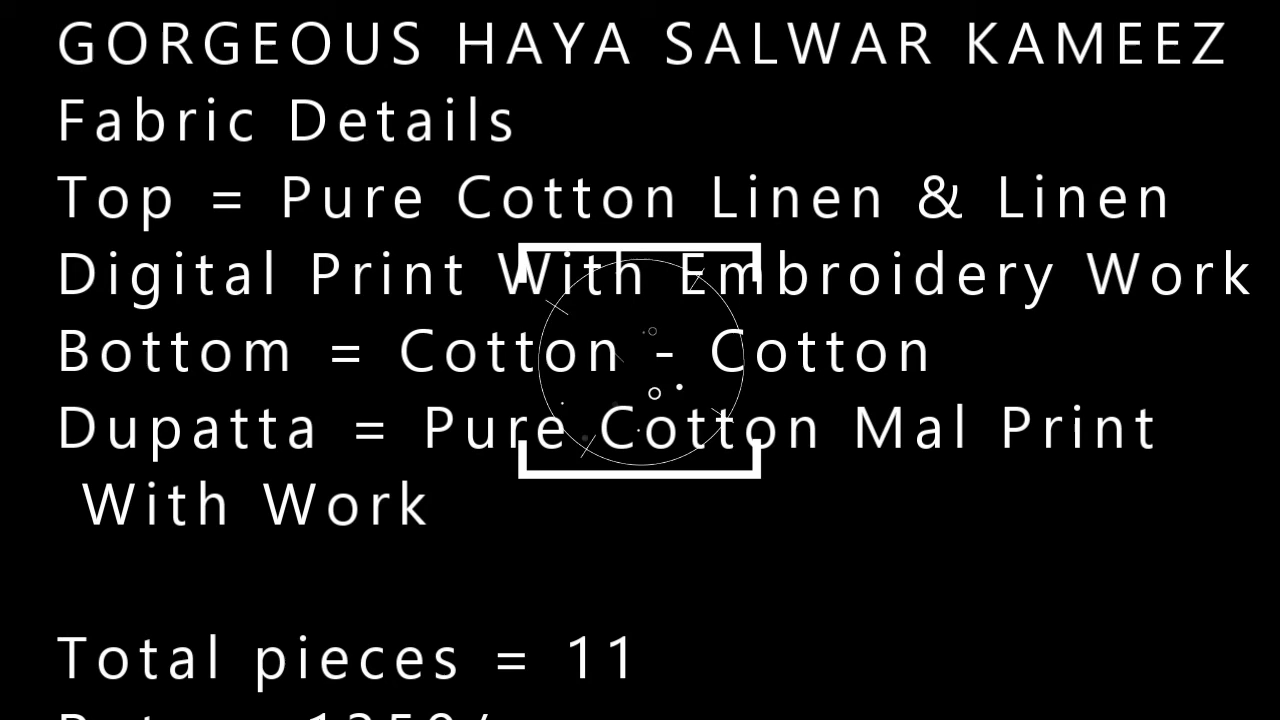 GORGEOUS HAYA SALWAR KAMEEZ
Fabric Details
Top = Pure Cotton Linen & Linen
Digital Print With Embroidery Work
Bottom = Cotton - Cotton
Dupatta = Pure Cotton Mal Print
With Work
Total pieces = 11